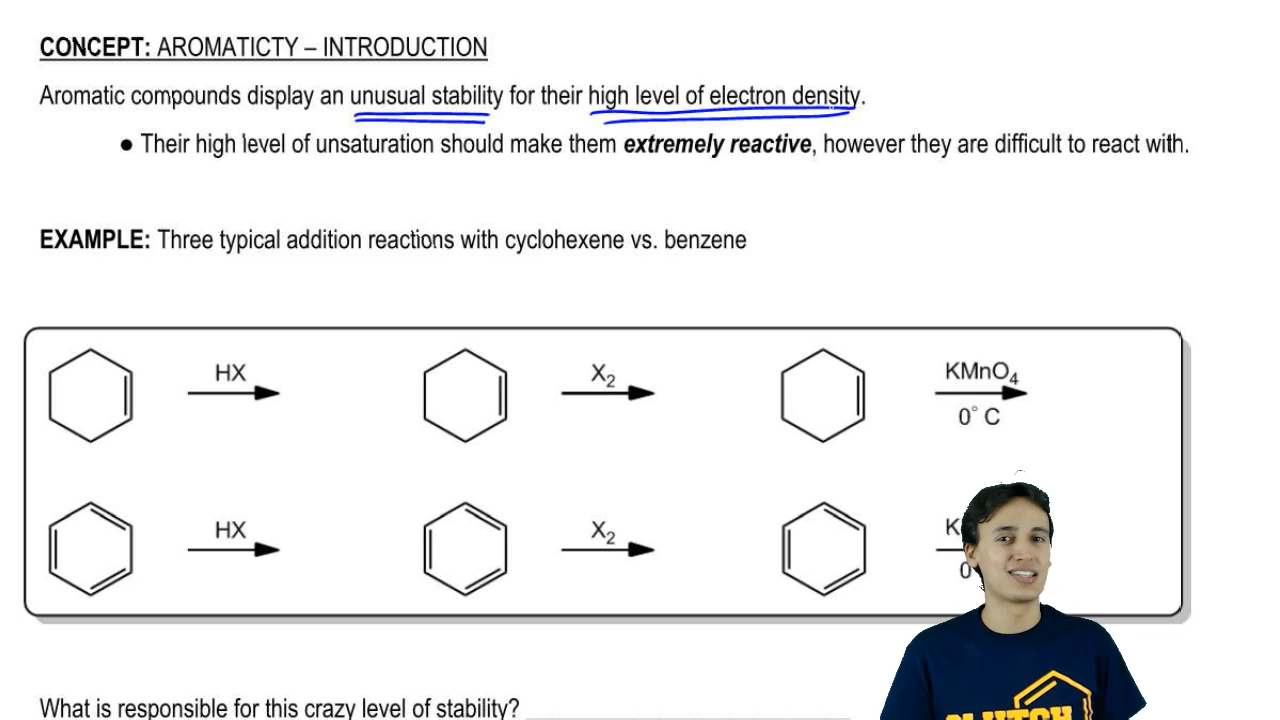 CONCEPT: AROMATICTY – INTRODUCTION
Aromatic compounds display an unusual stability for their high level of electron density.
● Their high level of unsaturation should make them extremely reactive, however they are difficult to react with.
EXAMPLE: Three typical addition reactions with cyclohexene vs. benzene
HX X₂ KMnO₄
0° C
HX X₂ K
0
What is responsible for this crazy level of stability?
CLUTCH